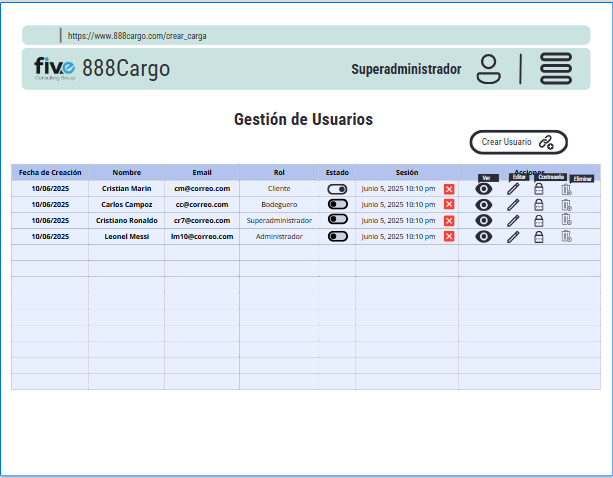 https://www.888cargo.com/crear_carga
five
Consulting Group
888Cargo
Superadministrador
Gestión de Usuarios
Crear Usuario
Fecha de Creación Nombre Email Rol Estado Sesión Acciones
Ver Editar Contraseña Eliminar
10/06/2025 Cristian Marin cm@correo.com Cliente Junio 5, 2025 10:10 pm
10/06/2025 Carlos Campoz cc@correo.com Bodeguero Junio 5, 2025 10:10 pm
10/06/2025 Cristiano Ronaldo cr7@correo.com Superadministrador Junio 5, 2025 10:10 pm
10/06/2025 Leonel Messi lm10@correo.com Administrador Junio 5, 2025 10:10 pm